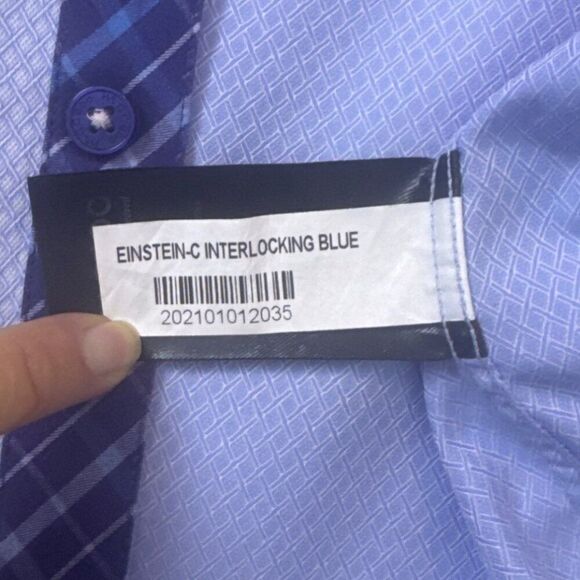 EINSTEIN-C INTERLOCKING BLUE
202101012035